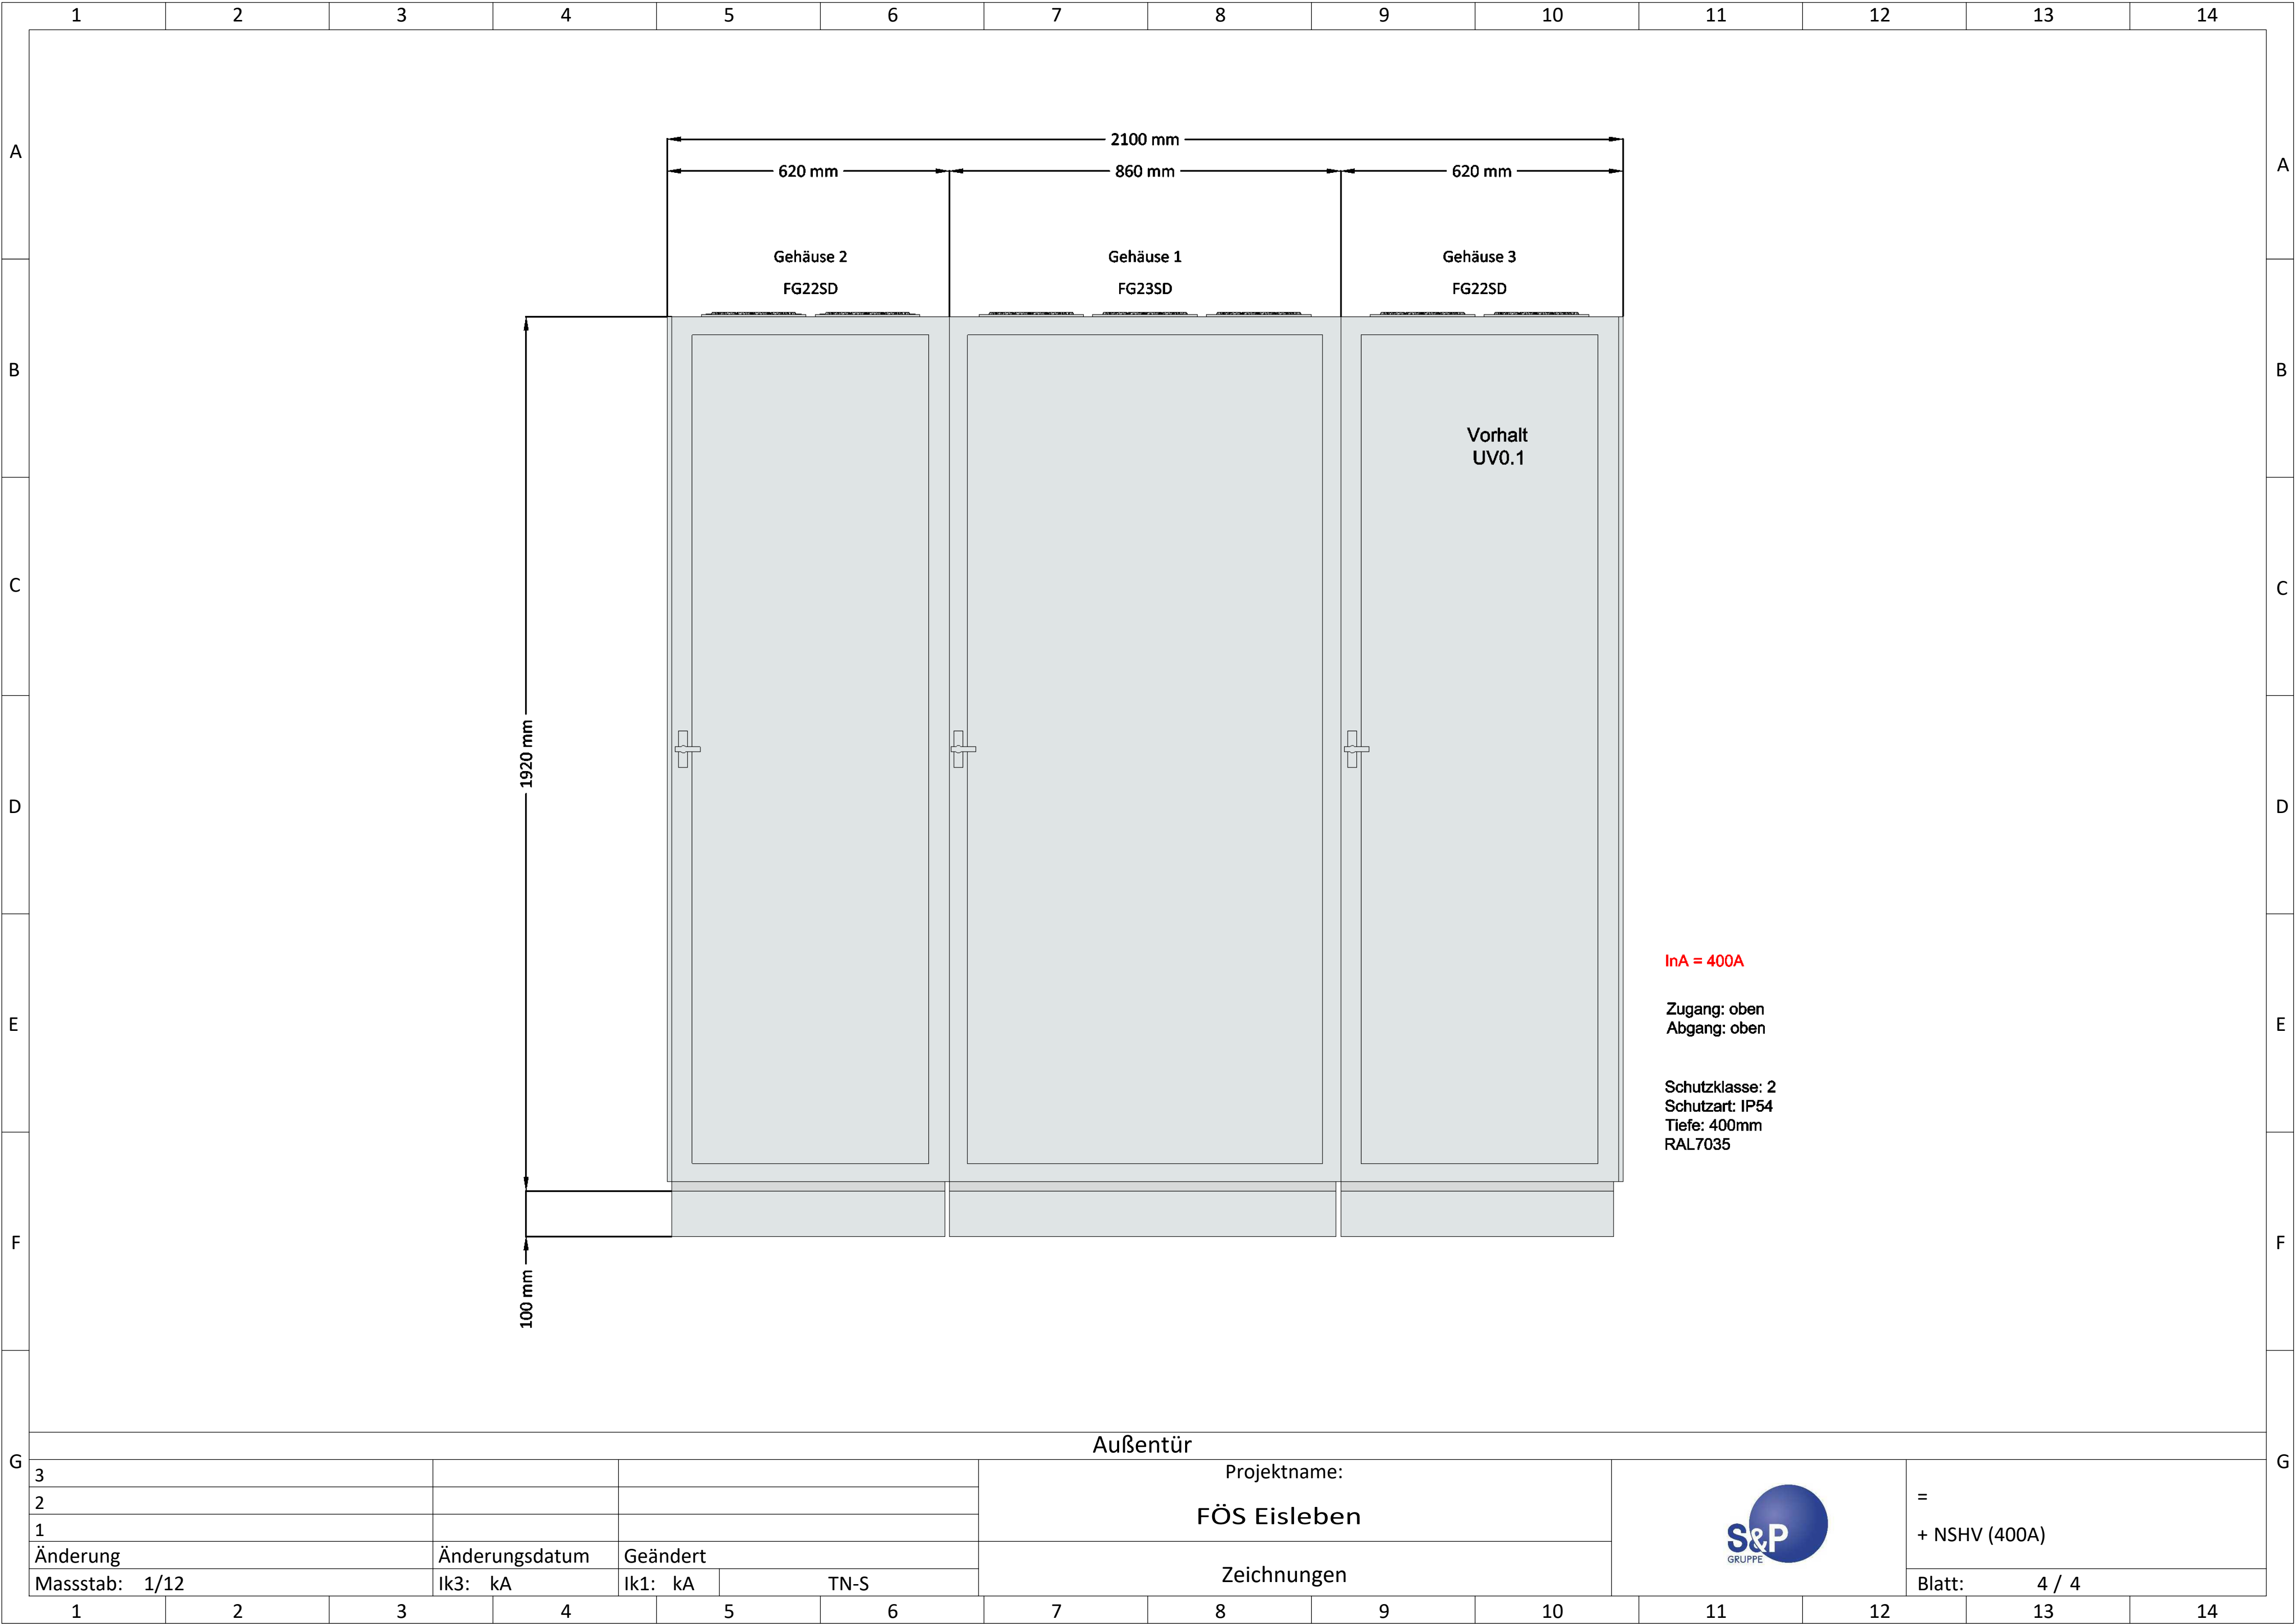 1 2 3 4 5 6 7 8 9 10 11 12 13 14
A A
2100 mm
620 mm 860 mm 620 mm
Gehäuse 2 Gehäuse 1 Gehäuse 3
FG22SD FG23SD FG22SD
B B
Vorhalt
UV0.1
C C
1920 mm
D D
InA = 400A
Zugang: oben
E E
Abgang: oben
Schutzklasse: 2
Schutzart: IP54
Tiefe: 400mm
RAL7035
F F
100 mm
Außentür
G G
3
2
1
Änderung Änderungsdatum Geändert
Massstab: 1/12 Ik3: kA Ik1: kA TN-S
Projektname:
FÖS Eisleben
Zeichnungen
S&P
GRUPPE
=
+ NSHV (400A)
Blatt: 4 / 4
1 2 3 4 5 6 7 8 9 10 11 12 13 14